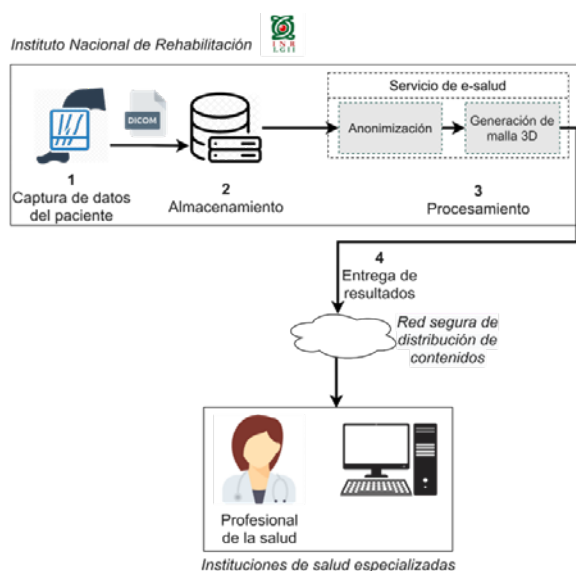 Instituto Nacional de Rehabilitación
INR
LGII
Servicio de e-salud
DICOM
Anonimización
Generación de
malla 3D
1
Captura de datos
del paciente
2
Almacenamiento
3
Procesamiento
4
Entrega de
resultados
Red segura de
distribución de
contenidos
Profesional
de la salud
Instituciones de salud especializadas